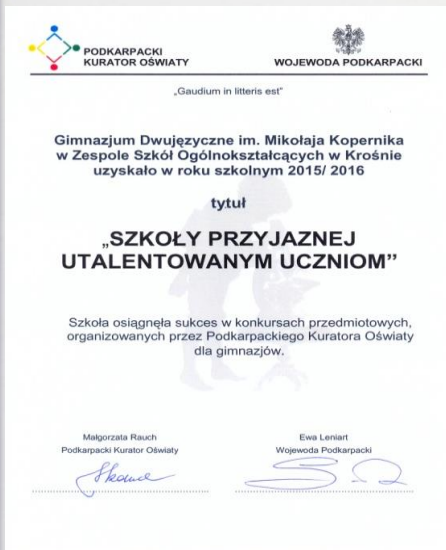 PODKARPACKI
KURATOR OŚWIATY
WOJEWODA PODKARPACKI
„Gaudium in litteris est”
Gimnazjum Dwujęzyczne im. Mikołaja Kopernika
w Zespole Szkół Ogólnokształcących w Krośnie
uzyskało w roku szkolnym 2015/ 2016
tytuł
„SZKOŁY PRZYJAZNEJ
UTALENTOWANYM UCZNIOM”
Szkoła osiągnęła sukces w konkursach przedmiotowych,
organizowanych przez Podkarpackiego Kuratora Oświaty
dla gimnazjów.
Małgorzata Rauch
Podkarpacki Kurator Oświaty
Ewa Leniart
Wojewoda Podkarpacki